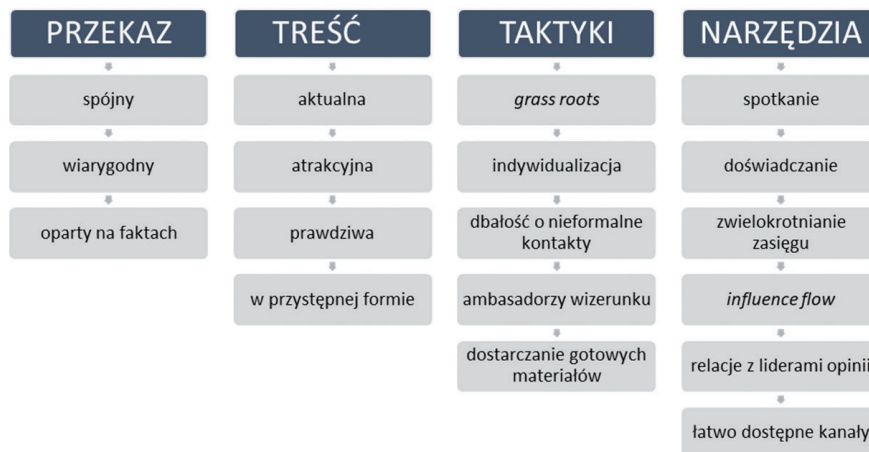 PRZEKAZ
spójny
wiarygodny
oparty na faktach
TREŚĆ
aktualna
atrakcyjna
prawdziwa
w przystępnej formie
TAKTYKI
grass roots
indywidualizacja
dbałość o nieformalne
kontakty
ambasadorzy wizerunku
dostarczanie gotowych
materiałów
NARZĘDZIA
spotkanie
doświadczanie
zwielokrotnianie
zasięgu
influence flow
relacje z liderami opinii
łatwo dostępne kanały